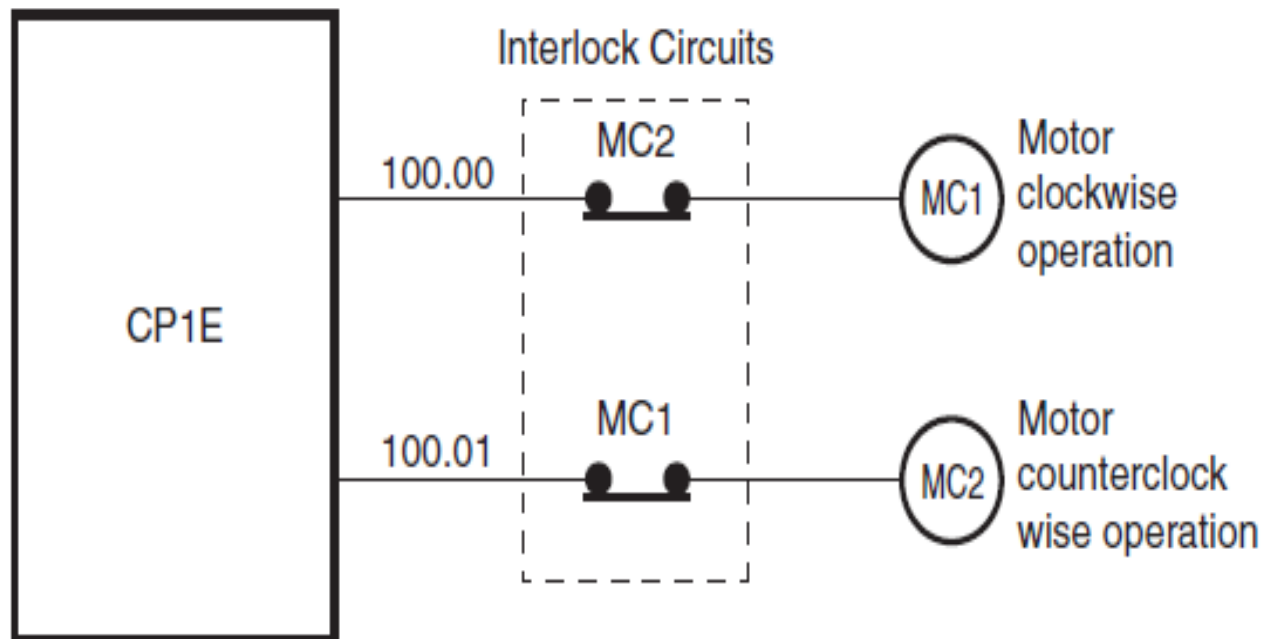 Interlock Circuits
CP1E
100.00
MC2
MC1
Motor
clockwise
operation
100.01
MC1
MC2
Motor
counterclock
wise operation